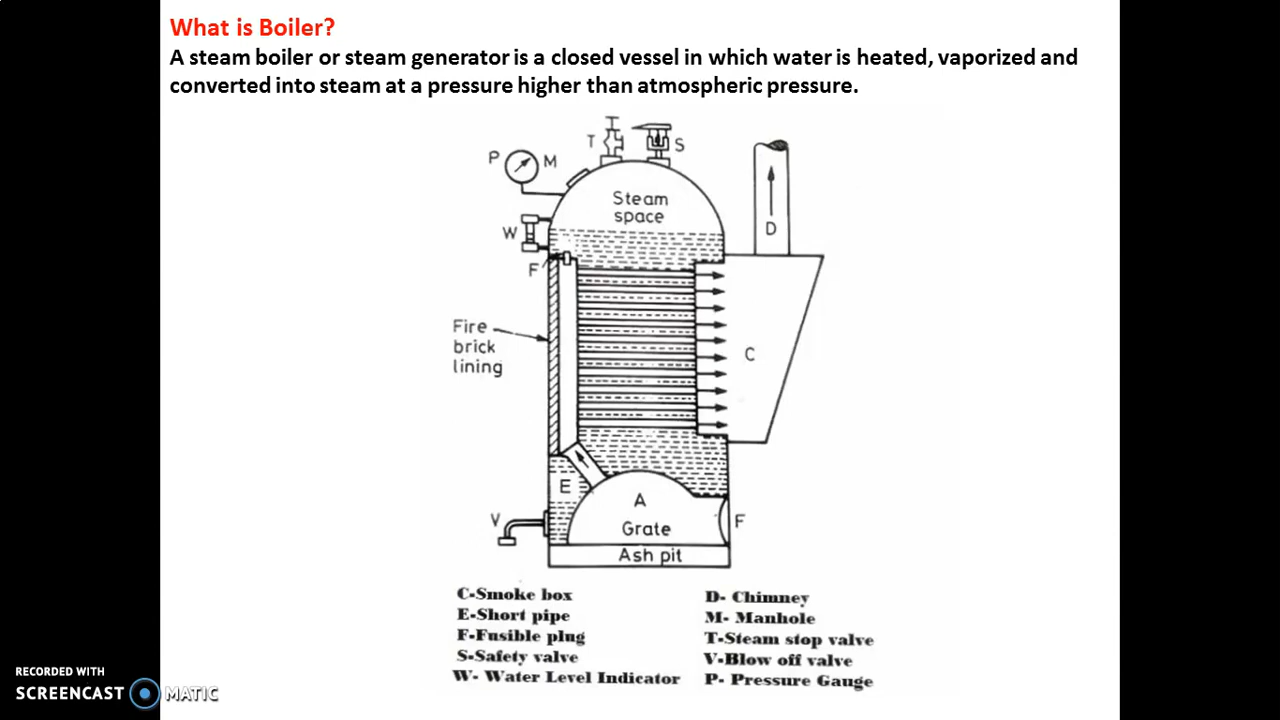 What is Boiler?
A steam boiler or steam generator is a closed vessel in which water is heated, vaporized and
converted into steam at a pressure higher than atmospheric pressure.
T
S
P
M
Steam
space
W
D
F
Fire
brick
lining
C
E
A
V
Grate
F
Ash pit
C-Smoke box
D- Chimney
E-Short pipe
M- Manhole
F-Fusible plug
T-Steam stop valve
S-Safety valve
V-Blow off valve
W- Water Level Indicator
P- Pressure Gauge
RECORDED WITH
SCREENCAST MATIC